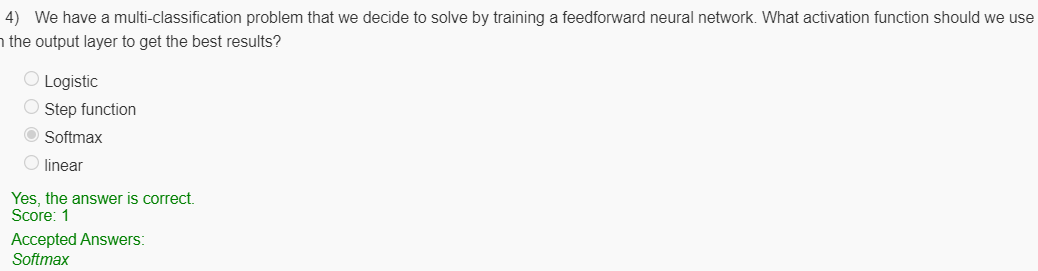 4) We have a multi-classification problem that we decide to solve by training a feedforward neural network. What activation function should we use
the output layer to get the best results?
Logistic
Step function
Softmax
linear
Yes, the answer is correct.
Score: 1
Accepted Answers:
Softmax